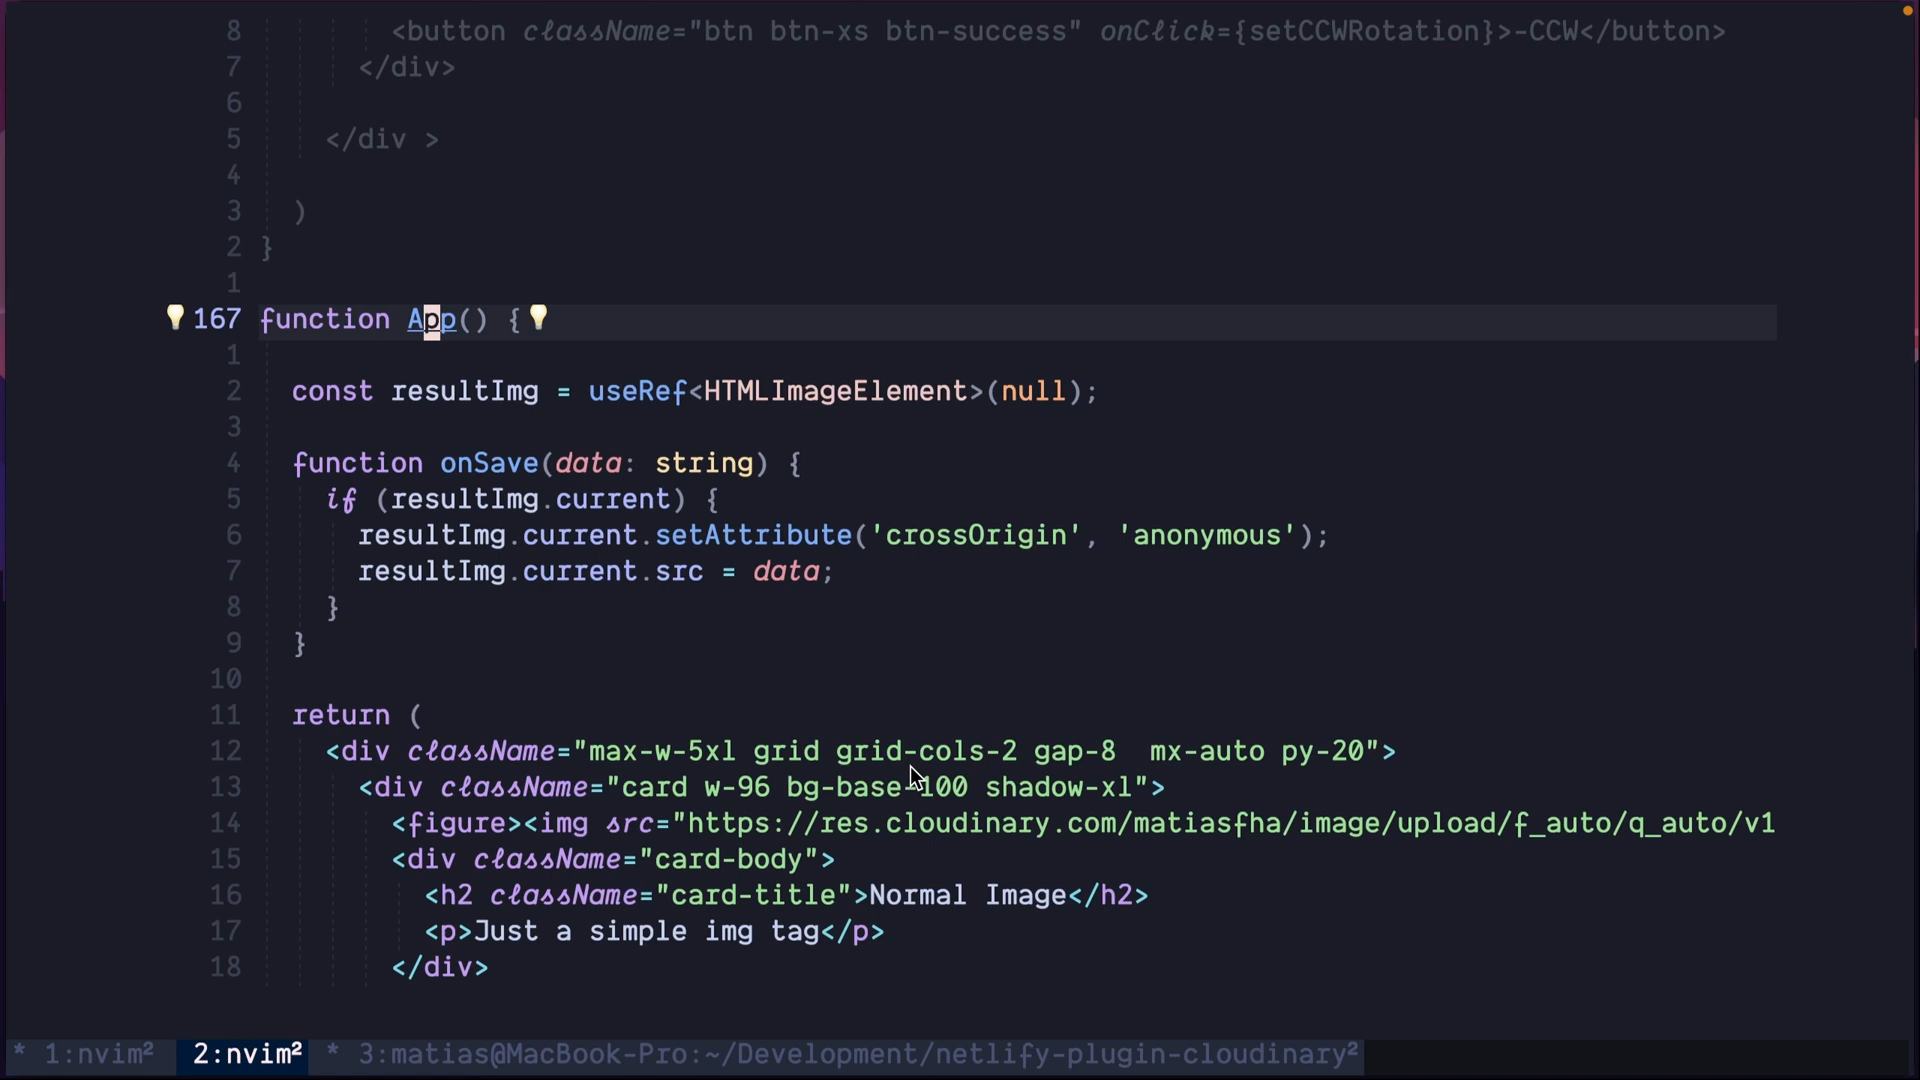 8 <button className="btn btn-xs btn-success" onClick={setCCWRotation}>-CCW</button>
7 </div>
6
5 </div >
4
3 )
2 }
1
167 function App() {
1
2 const resultImg = useRef<HTMLImageElement>(null);
3
4 function onSave(data: string) {
5 if (resultImg.current) {
6 resultImg.current.setAttribute('crossOrigin', 'anonymous');
7 resultImg.current.src = data;
8 }
9 }
10
11 return (
12 <div className="max-w-5xl grid grid-cols-2 gap-8  mx-auto py-20">
13 <div className="card w-96 bg-base-100 shadow-xl">
14 <figure><img src="https://res.cloudinary.com/matiasfha/image/upload/f_auto/q_auto/v1
15 <div className="card-body">
16 <h2 className="card-title">Normal Image</h2>
17 <p>Just a simple img tag</p>
18 </div>
* 1:nvim² 2:nvim² * 3:matias@MacBook-Pro:~/Development/netlify-plugin-cloudinary²